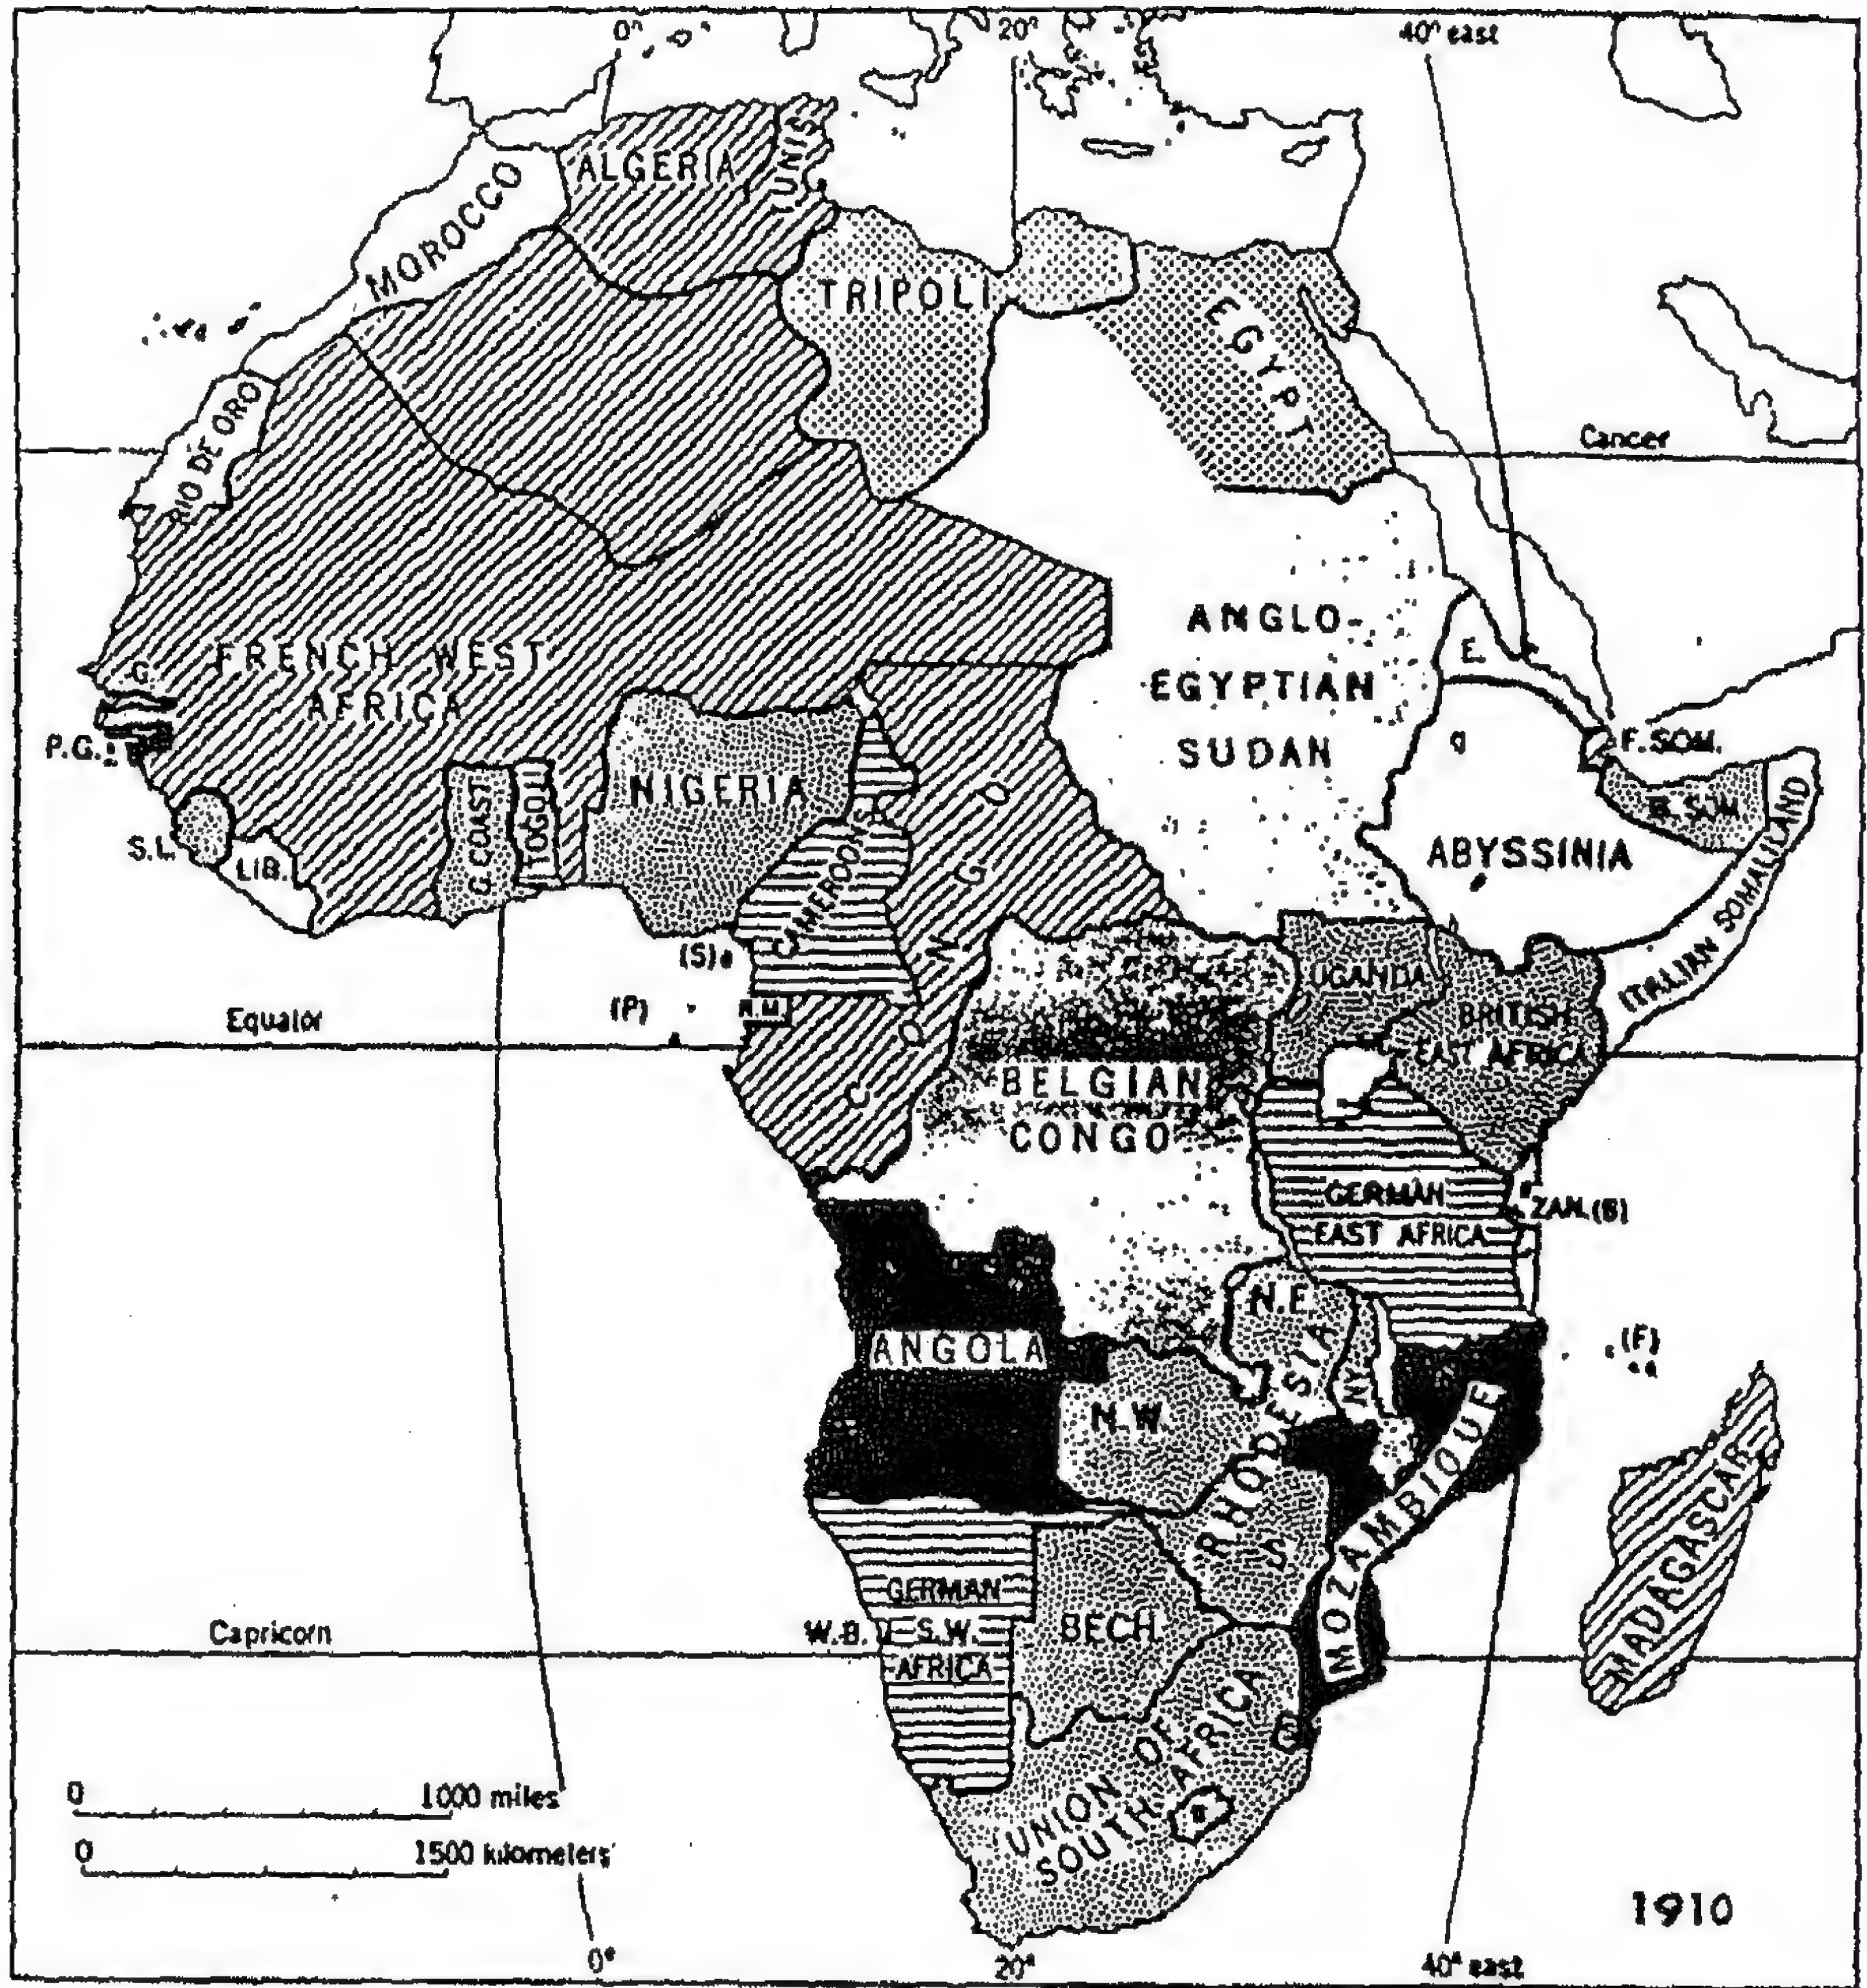 0°
20°
40° east
ALGERIA
TUNIS
MOROCCO
TRIPOLI
EGYPT
RIO DE ORO
Cancer
ANGLO-
EGYPTIAN
SUDAN
E.
FRENCH WEST
AFRICA
G.
P.G.
F. SOM.
B. SOM.
NIGERIA
G. COAST
TOGO
S.L.
LIB.
CAMEROONS
ABYSSINIA
ITALIAN SOMALILAND
CONGO
(S)
(P)
R.M.
UGANDA
BRITISH
EAST AFRICA
Equator
BELGIAN
CONGO
GERMAN
EAST AFRICA
ZAN. (B)
N.E.
RHODESIA
NY.
(F)
ANGOLA
N.W.
S.
MOZAMBIQUE
MADAGASCAR
GERMAN
S.W.
AFRICA
W.B.
BECH.
Capricorn
UNION OF
SOUTH AFRICA
0 1000 miles
0 1500 kilometers
1910
0°
20°
40° east